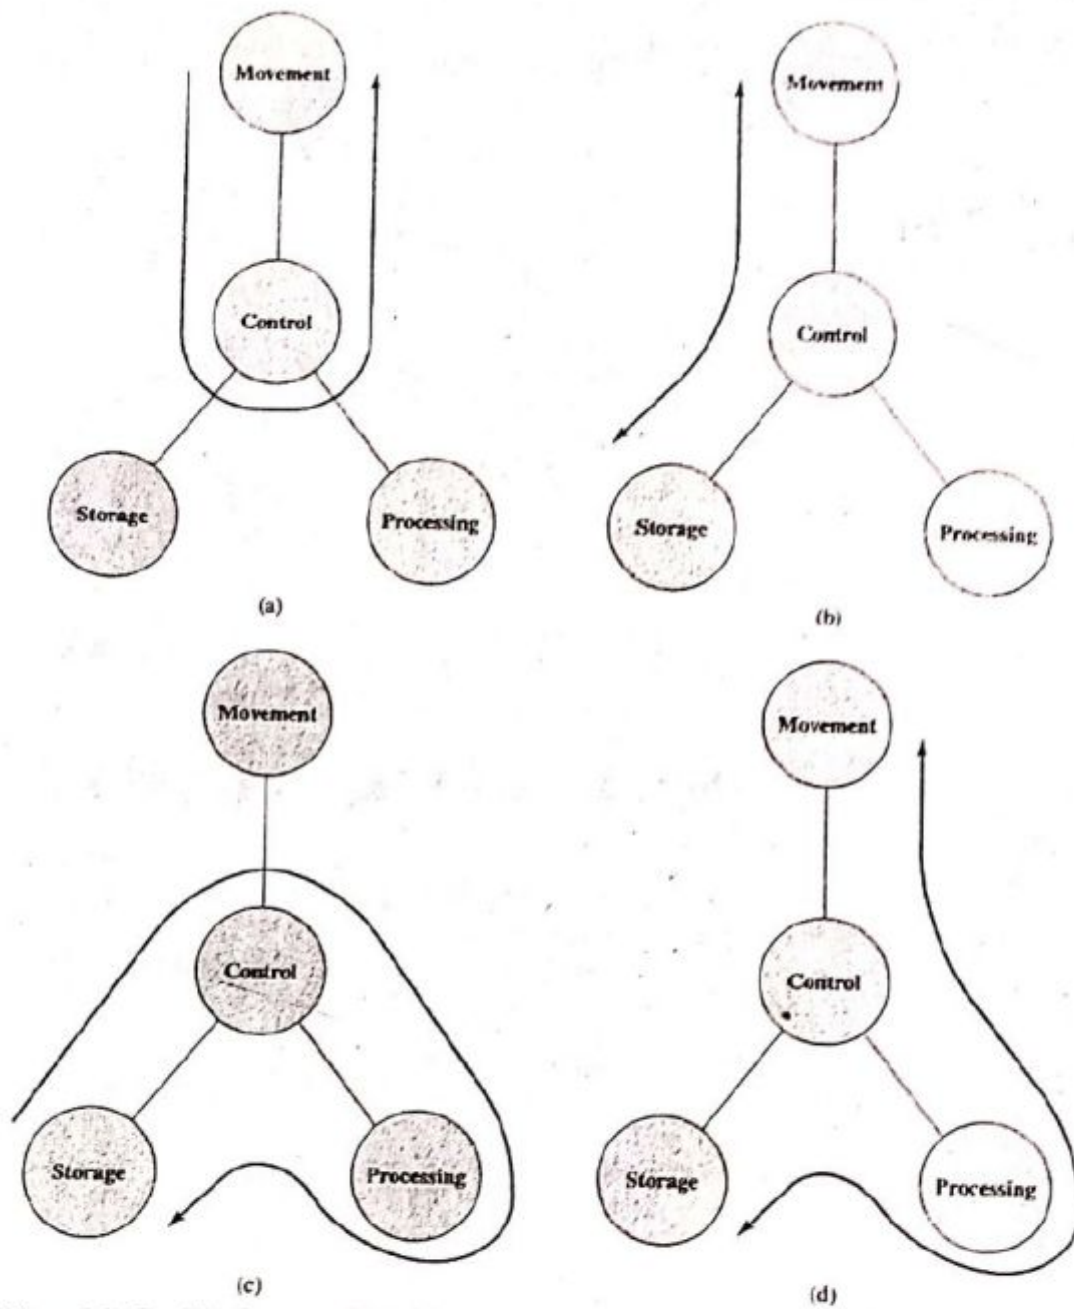 Movement
Control
Storage
Processing
(a)
Movement
Control
Storage
Processing
(b)
Movement
Control
Storage
Processing
(c)
Movement
Control
Storage
Processing
(d)